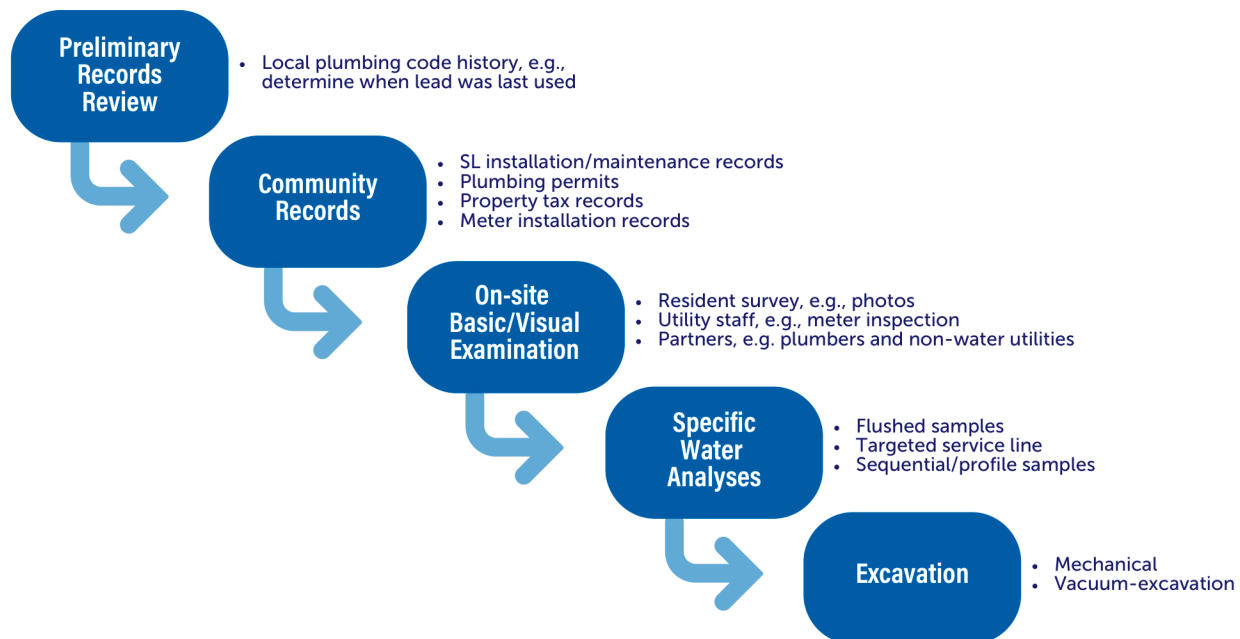 Preliminary
Records
Review
• Local plumbing code history, e.g.,
determine when lead was last used
Community
Records
• SL installation/maintenance records
• Plumbing permits
• Property tax records
• Meter installation records
On-site
Basic/Visual
Examination
• Resident survey, e.g., photos
• Utility staff, e.g., meter inspection
• Partners, e.g. plumbers and non-water utilities
Specific
Water
Analyses
• Flushed samples
• Targeted service line
• Sequential/profile samples
Excavation
• Mechanical
• Vacuum-excavation